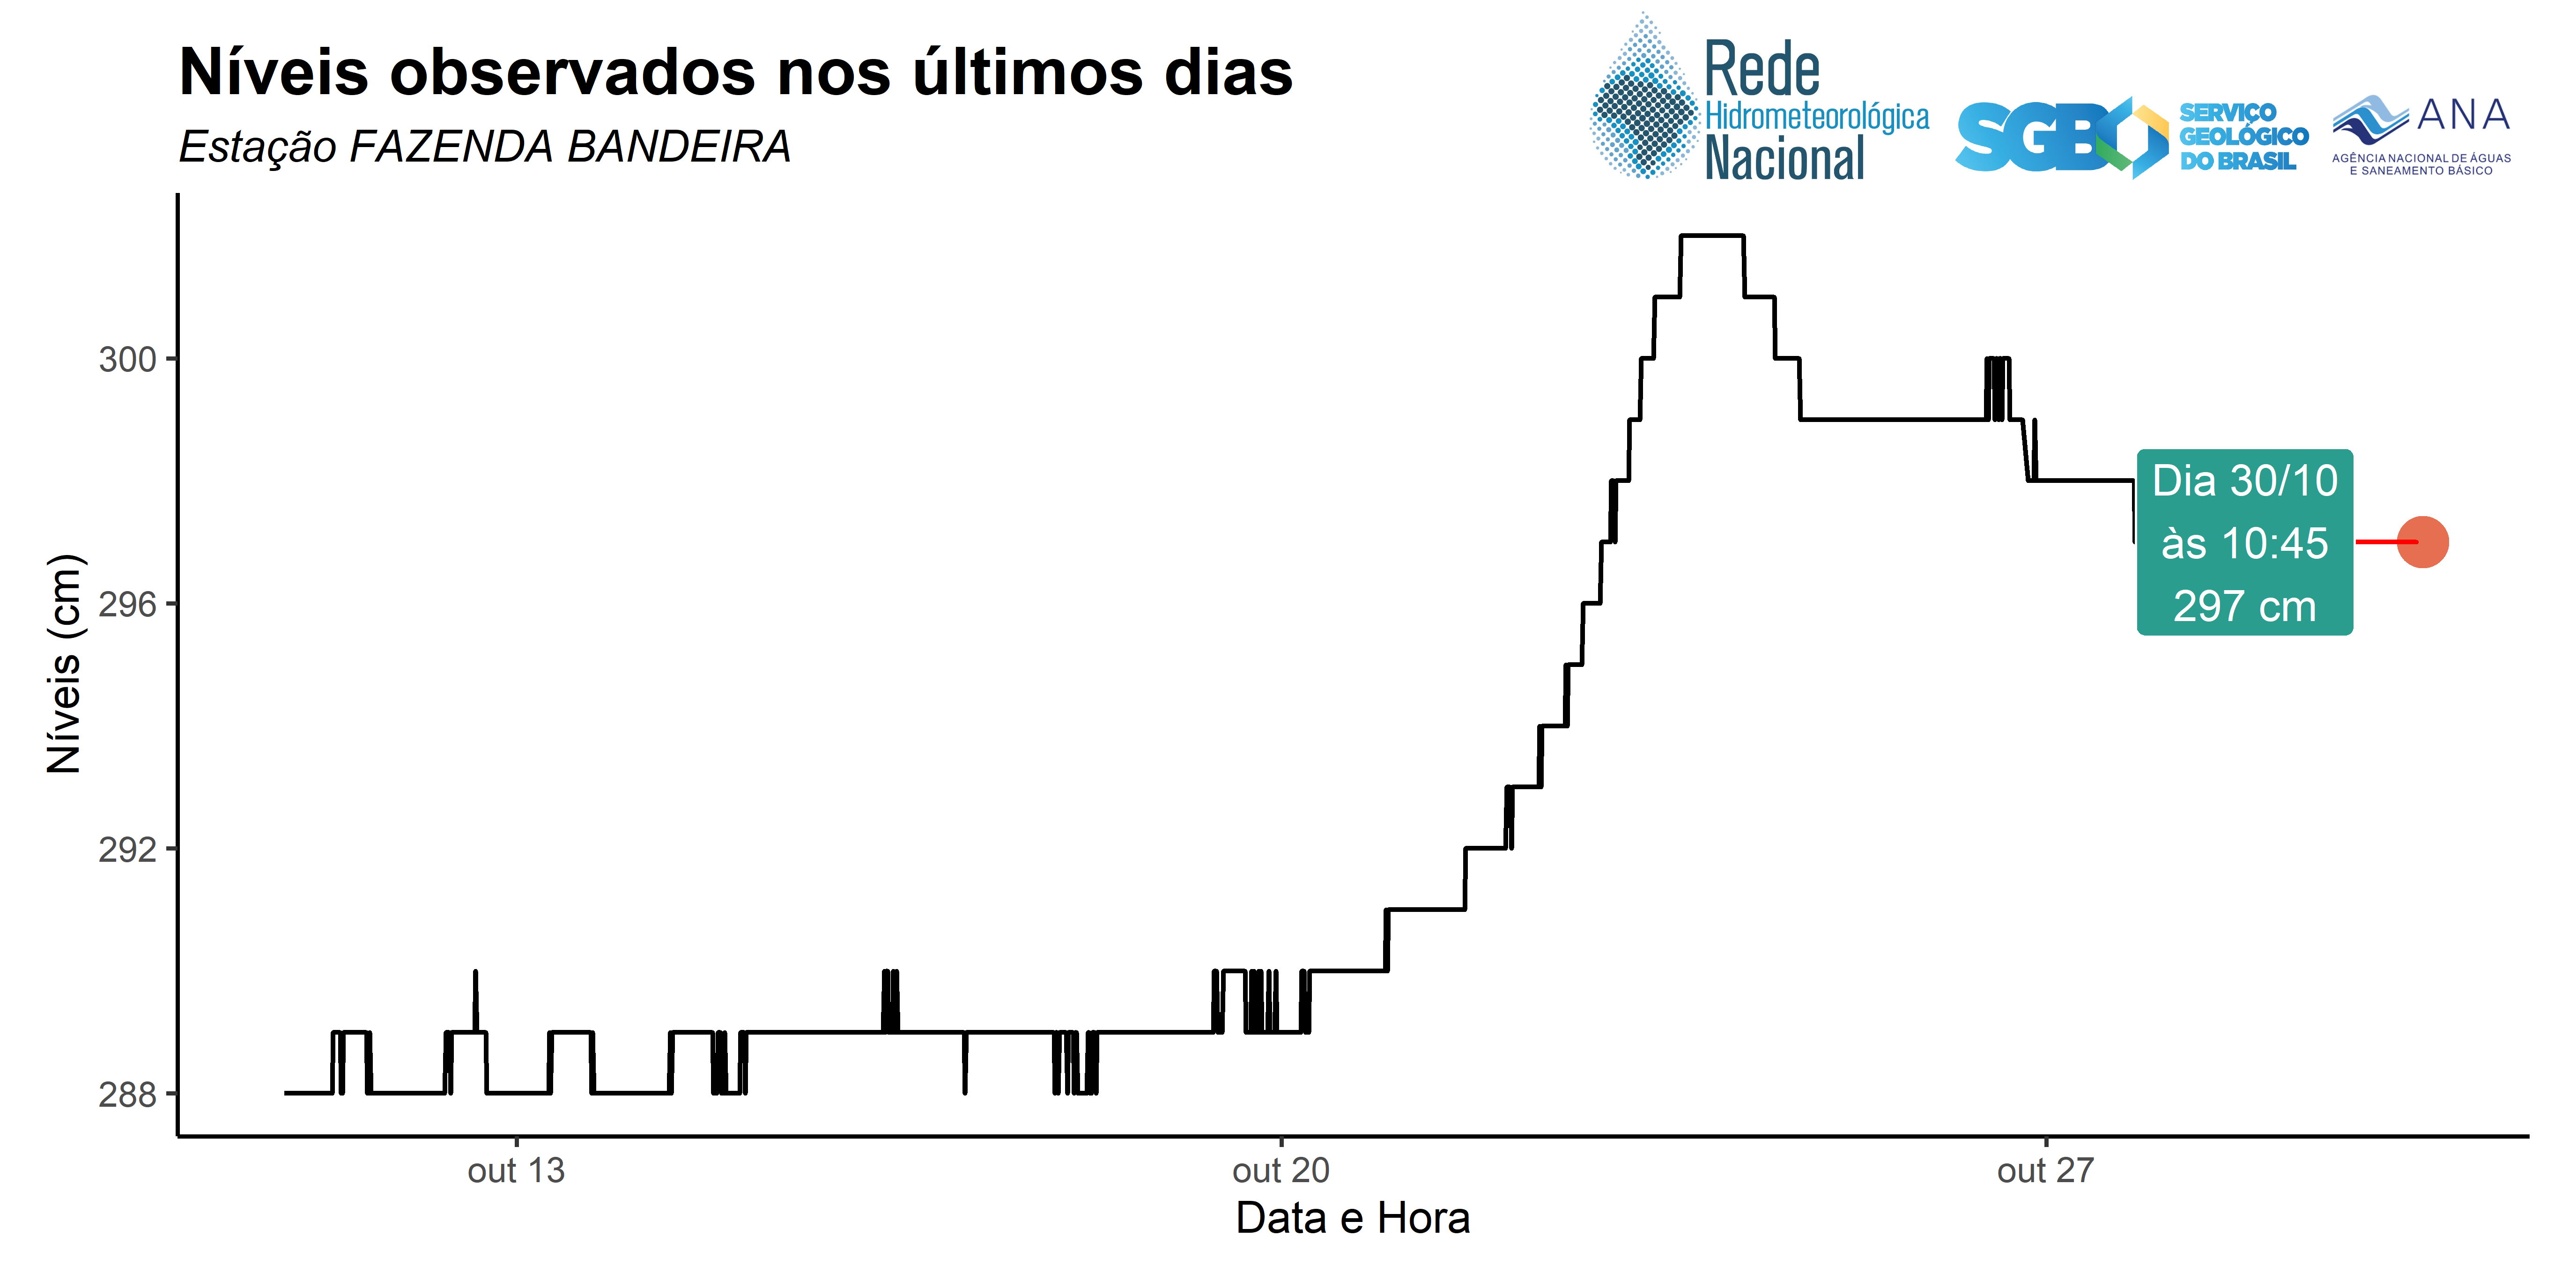 Níveis observados nos últimos dias
Estação FAZENDA BANDEIRA
Rede
Hidrometeorológica
Nacional
SGB
SERVIÇO
GEOLÓGICO
DO BRASIL
ANA
AGÊNCIA NACIONAL DE ÁGUAS
E SANEAMENTO BÁSICO
Níveis (cm)
300
296
292
288
Dia 30/10
às 10:45
297 cm
out 13
out 20
out 27
Data e Hora